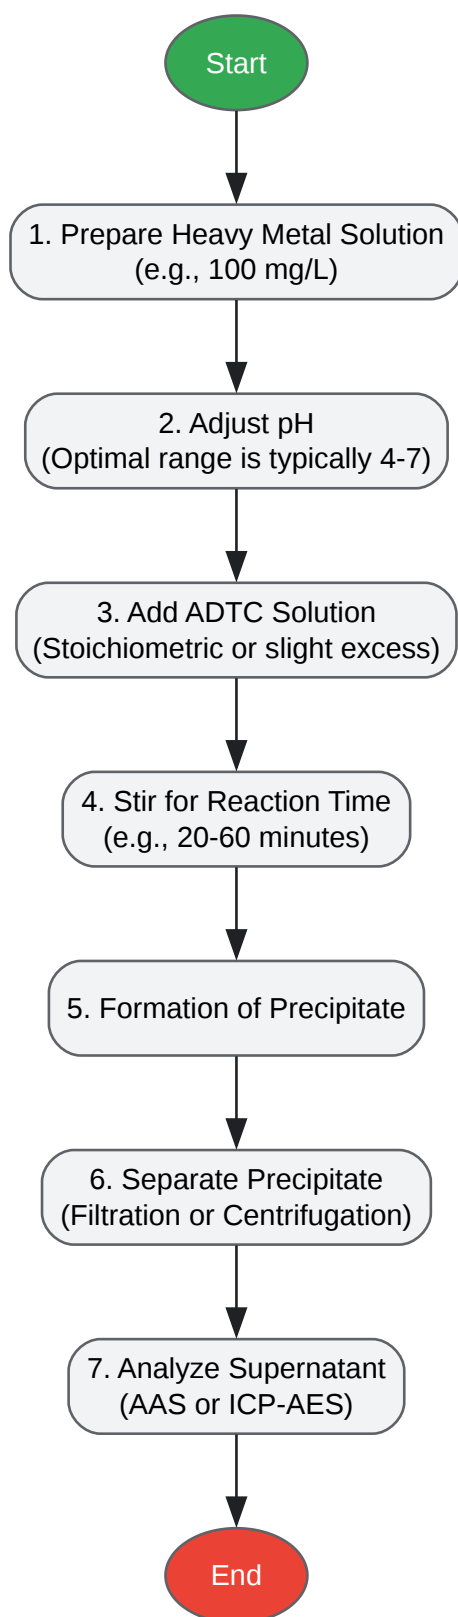 Start
1. Prepare Heavy Metal Solution
(e.g., 100 mg/L)
2. Adjust pH
(Optimal range is typically 4-7)
3. Add ADTC Solution
(Stoichiometric or slight excess)
4. Stir for Reaction Time
(e.g., 20-60 minutes)
5. Formation of Precipitate
6. Separate Precipitate
(Filtration or Centrifugation)
7. Analyze Supernatant
(AAS or ICP-AES)
End